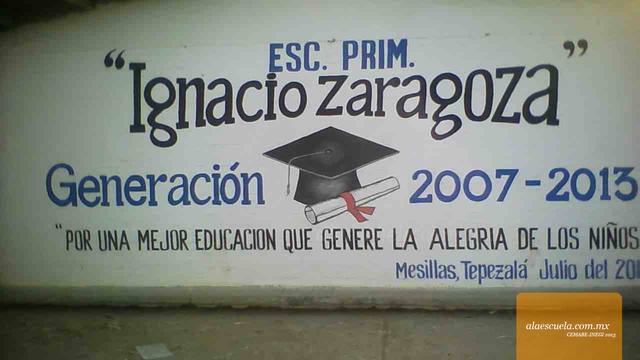 ESC. PRIM.
“Ignacio Zaragoza”
Generación 2007-2013
“POR UNA MEJOR EDUCACION QUE GENERE LA ALEGRIA DE LOS NIÑOS
Mesillas, Tepezalá Julio del 201
alaescuela.com.mx
CEMABE-INEGI 2013